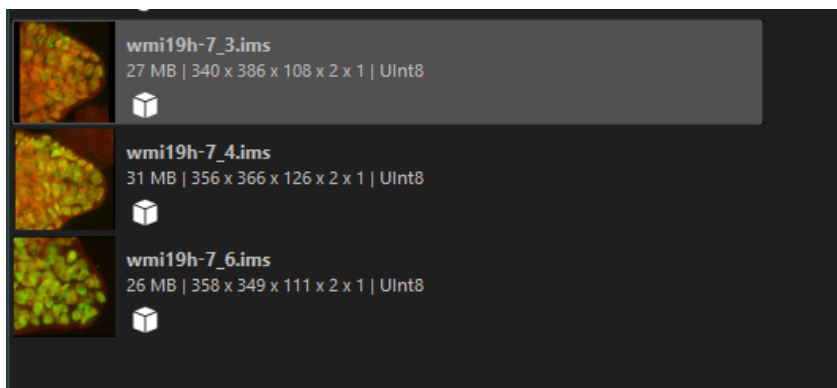 wmi19h-7_3.ims
27 MB | 340 x 386 x 108 x 2 x 1 | UInt8
wmi19h-7_4.ims
31 MB | 356 x 366 x 126 x 2 x 1 | UInt8
wmi19h-7_6.ims
26 MB | 358 x 349 x 111 x 2 x 1 | UInt8